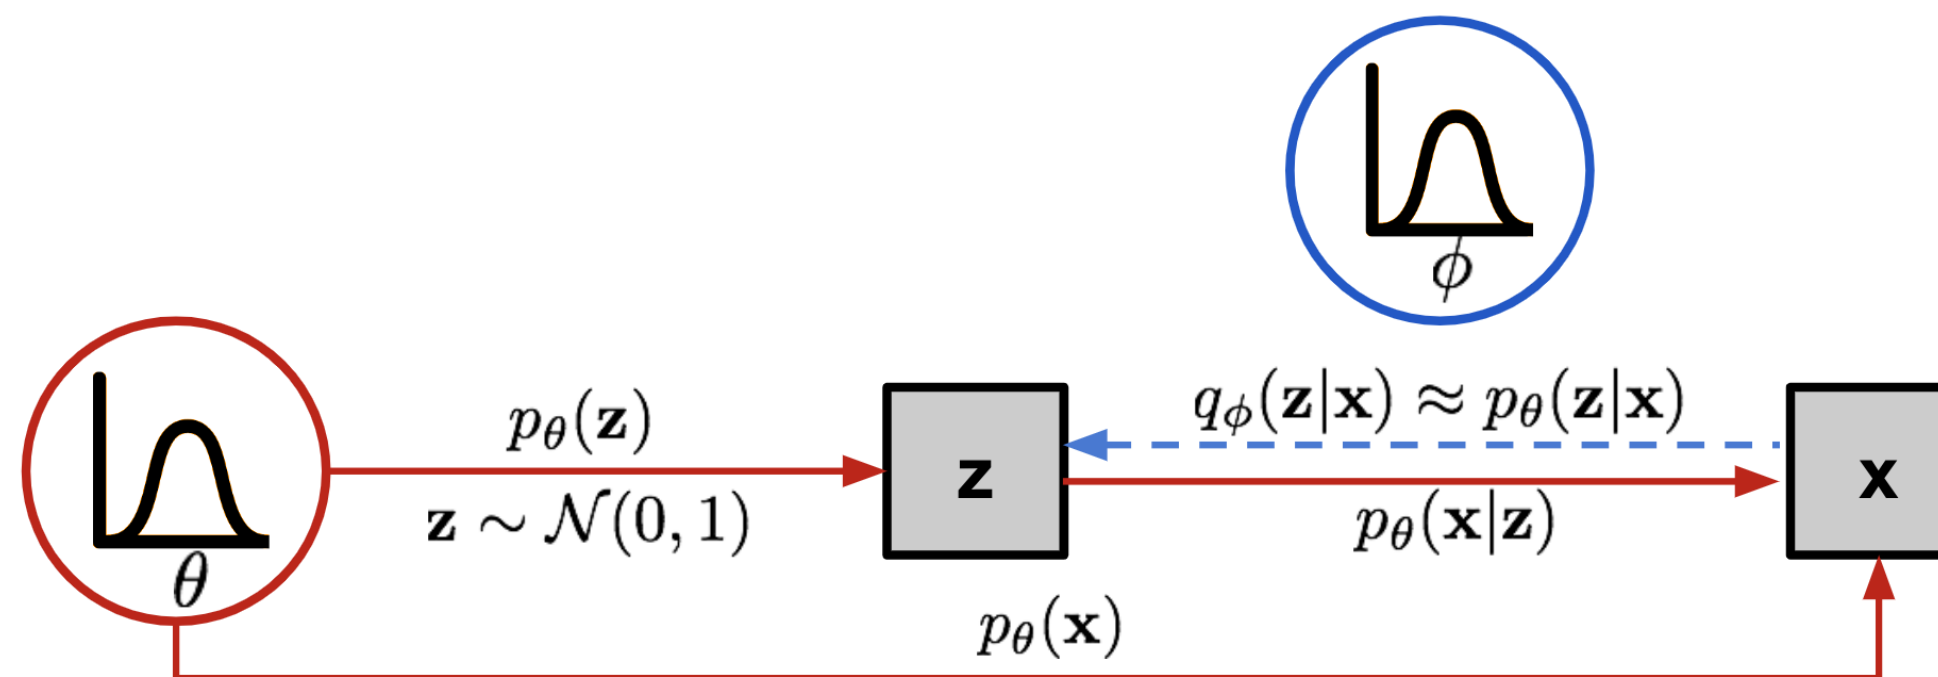 ϕ
q_ϕ(z|x) ≈ p_θ(z|x)
p_θ(z)
z
x
z ∼ 𝒩(0, 1)
p_θ(x|z)
θ
p_θ(x)